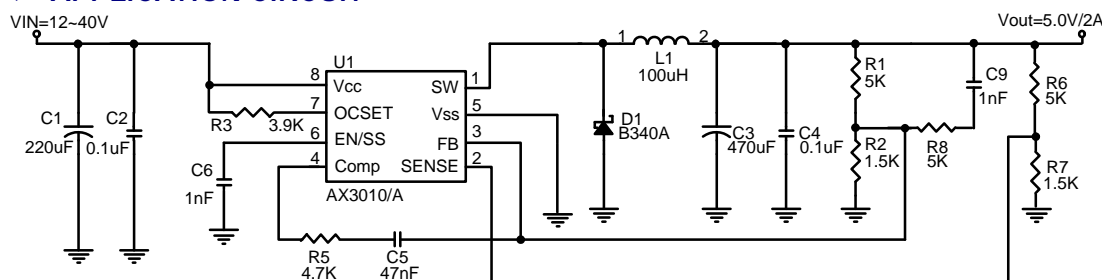 APPLICATION CIRCUIT
VIN=12~40V
Vout=5.0V/2A
U1
8
Vcc
7
OCSET
6
EN/SS
4
Comp
SW
1
Vss
5
FB
3
SENSE
2
AX3010/A
C1
220uF
C2
0.1uF
R3
3.9K
C6
1nF
R5
4.7K
C5
47nF
1
2
L1
100uH
D1
B340A
C3
470uF
C4
0.1uF
R1
5K
R2
1.5K
R8
5K
C9
1nF
R6
5K
R7
1.5K